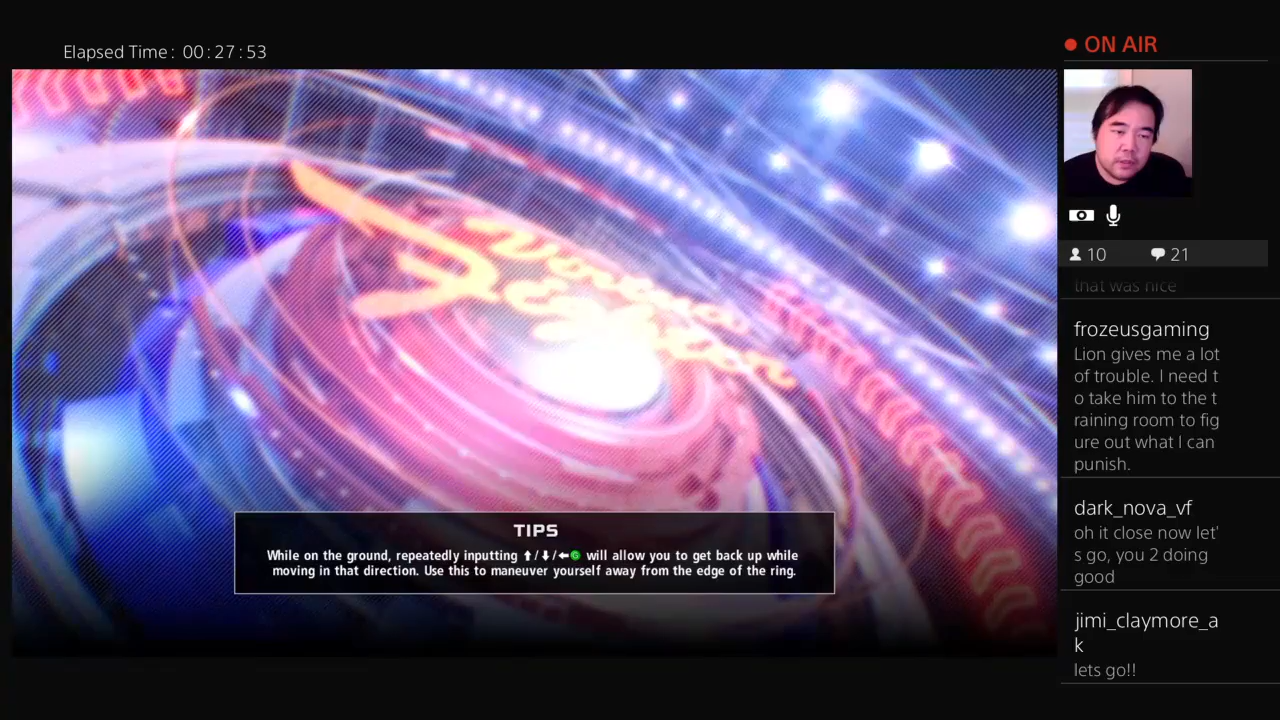 Elapsed Time: 00:27:53
ON AIR
10 21
that was nice
frozeusgaming
Lion gives me a lot
of trouble. I need t
o take him to the t
raining room to fig
ure out what I can
punish.
dark_nova_vf
oh it close now let'
s go, you 2 doing
good
jimi_claymore_a
k
lets go!!
TIPS
While on the ground, repeatedly inputting ⬆/⬇/⬅G will allow you to get back up while
moving in that direction. Use this to maneuver yourself away from the edge of the ring.